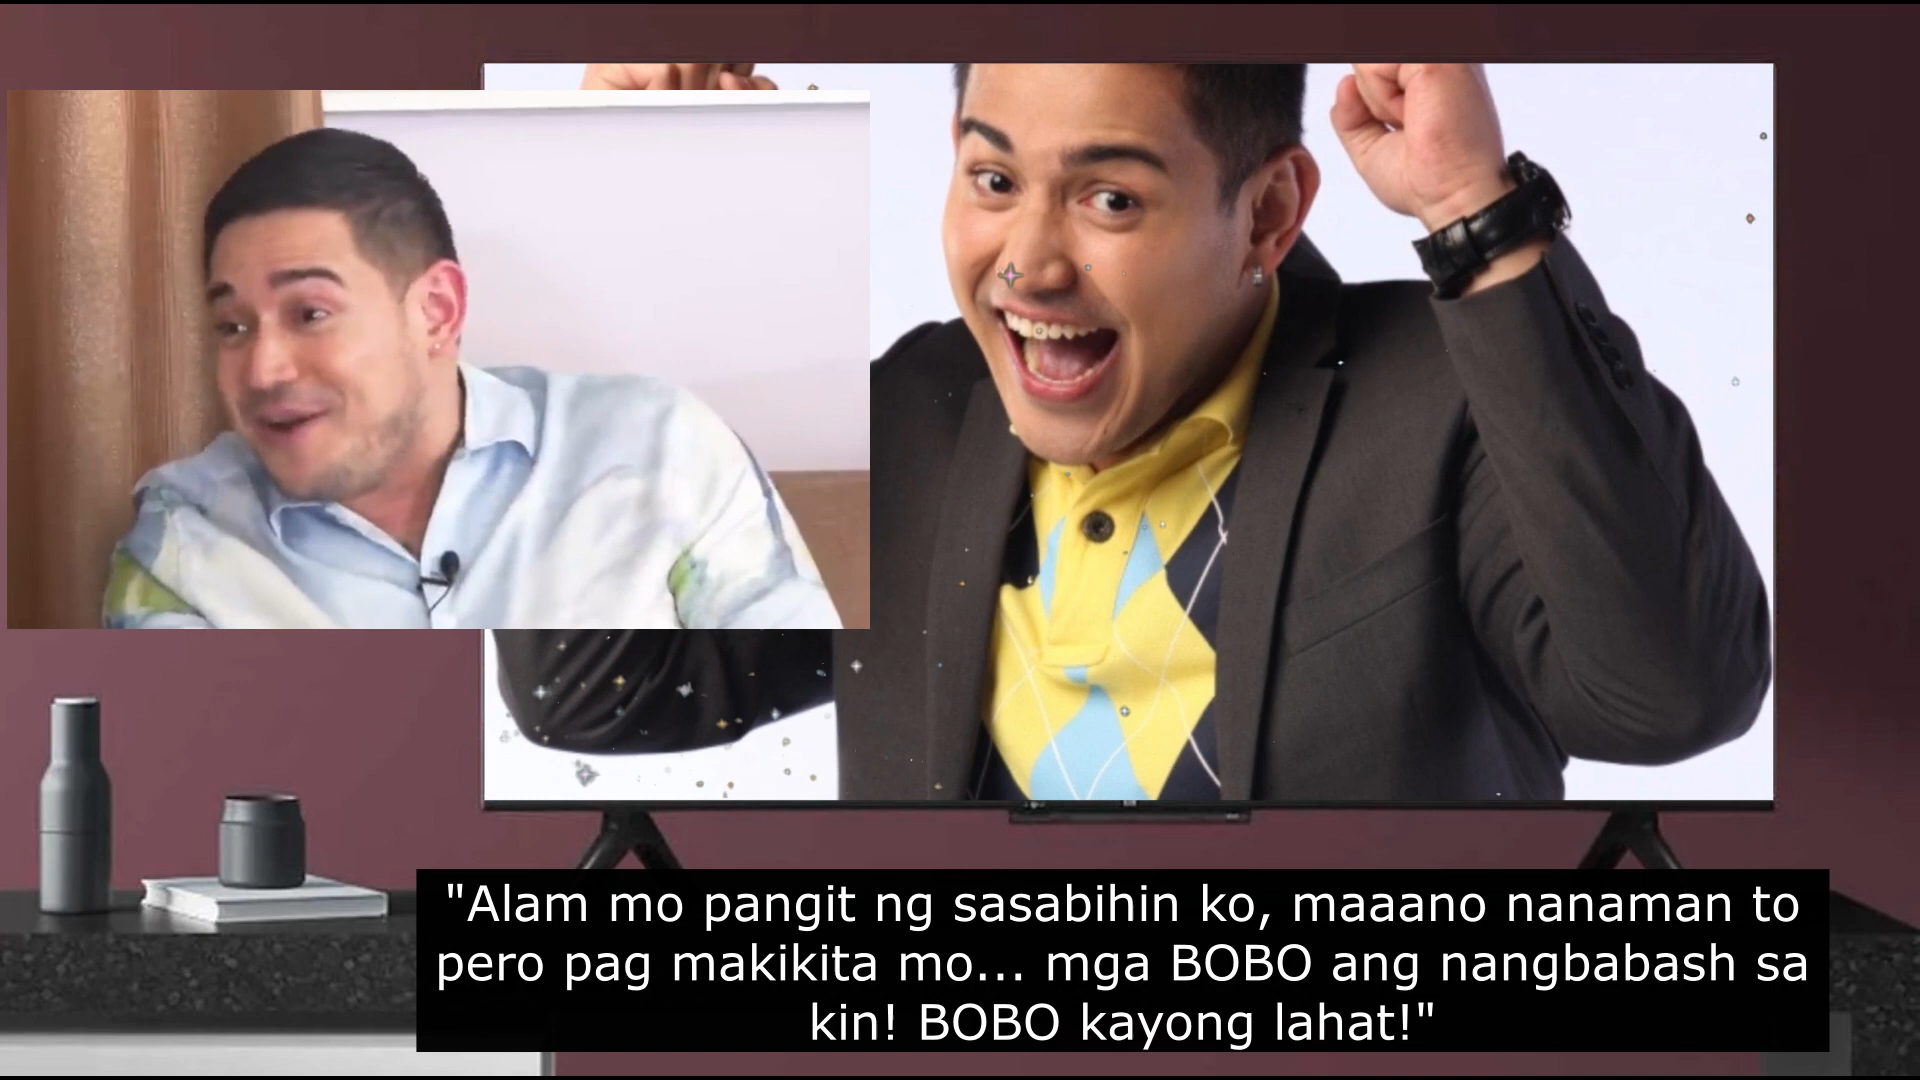 "Alam mo pangit ng sasabihin ko, maaano nanaman to
pero pag makikita mo... mga BOBO ang nangbabash sa
kin! BOBO kayong lahat!"